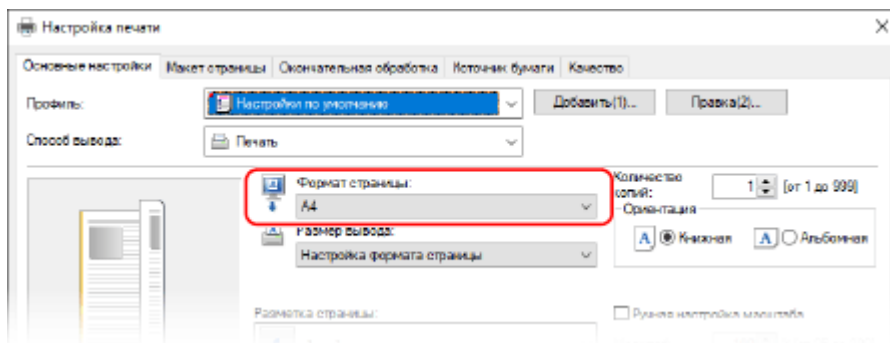 Настройка печати
Основные настройки Макет страницы Окончательная обработка Источник бумаги Качество
Профиль: Настройки по умолчанию Добавить(1)... Правка(2)...
Способ вывода: Печать
Формат страницы:
A4
Количество копий: 1 [от 1 до 999]
Ориентация
A Книжная A Альбомная
Размер вывода:
Настройка формата страницы
Разметка страницы:
Ручная настройка масштаба